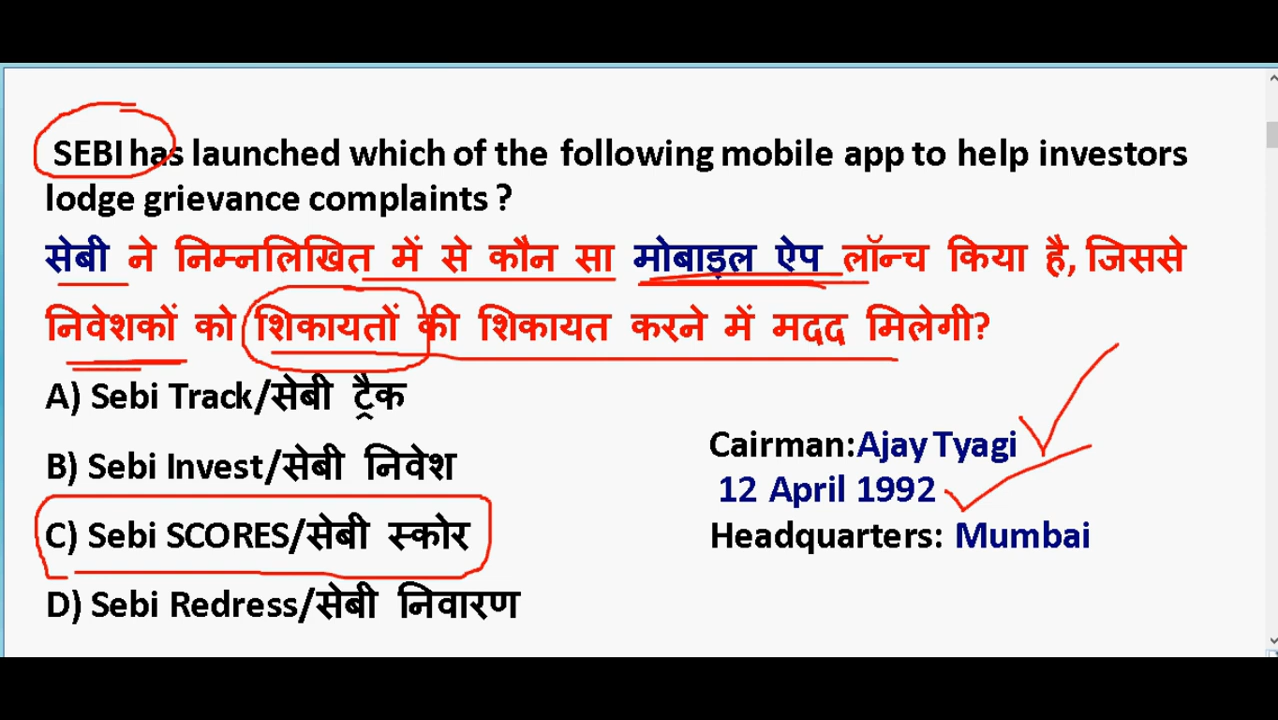 SEBI has launched which of the following mobile app to help investors
lodge grievance complaints ?
सेबी ने निम्नलिखित में से कौन सा मोबाइल ऐप लॉन्च किया है, जिससे
निवेशकों को शिकायतों की शिकायत करने में मदद मिलेगी?
A) Sebi Track/सेबी ट्रैक
B) Sebi Invest/सेबी निवेश
C) Sebi SCORES/सेबी स्कोर
D) Sebi Redress/सेबी निवारण
Cairman:Ajay Tyagi
12 April 1992
Headquarters: Mumbai